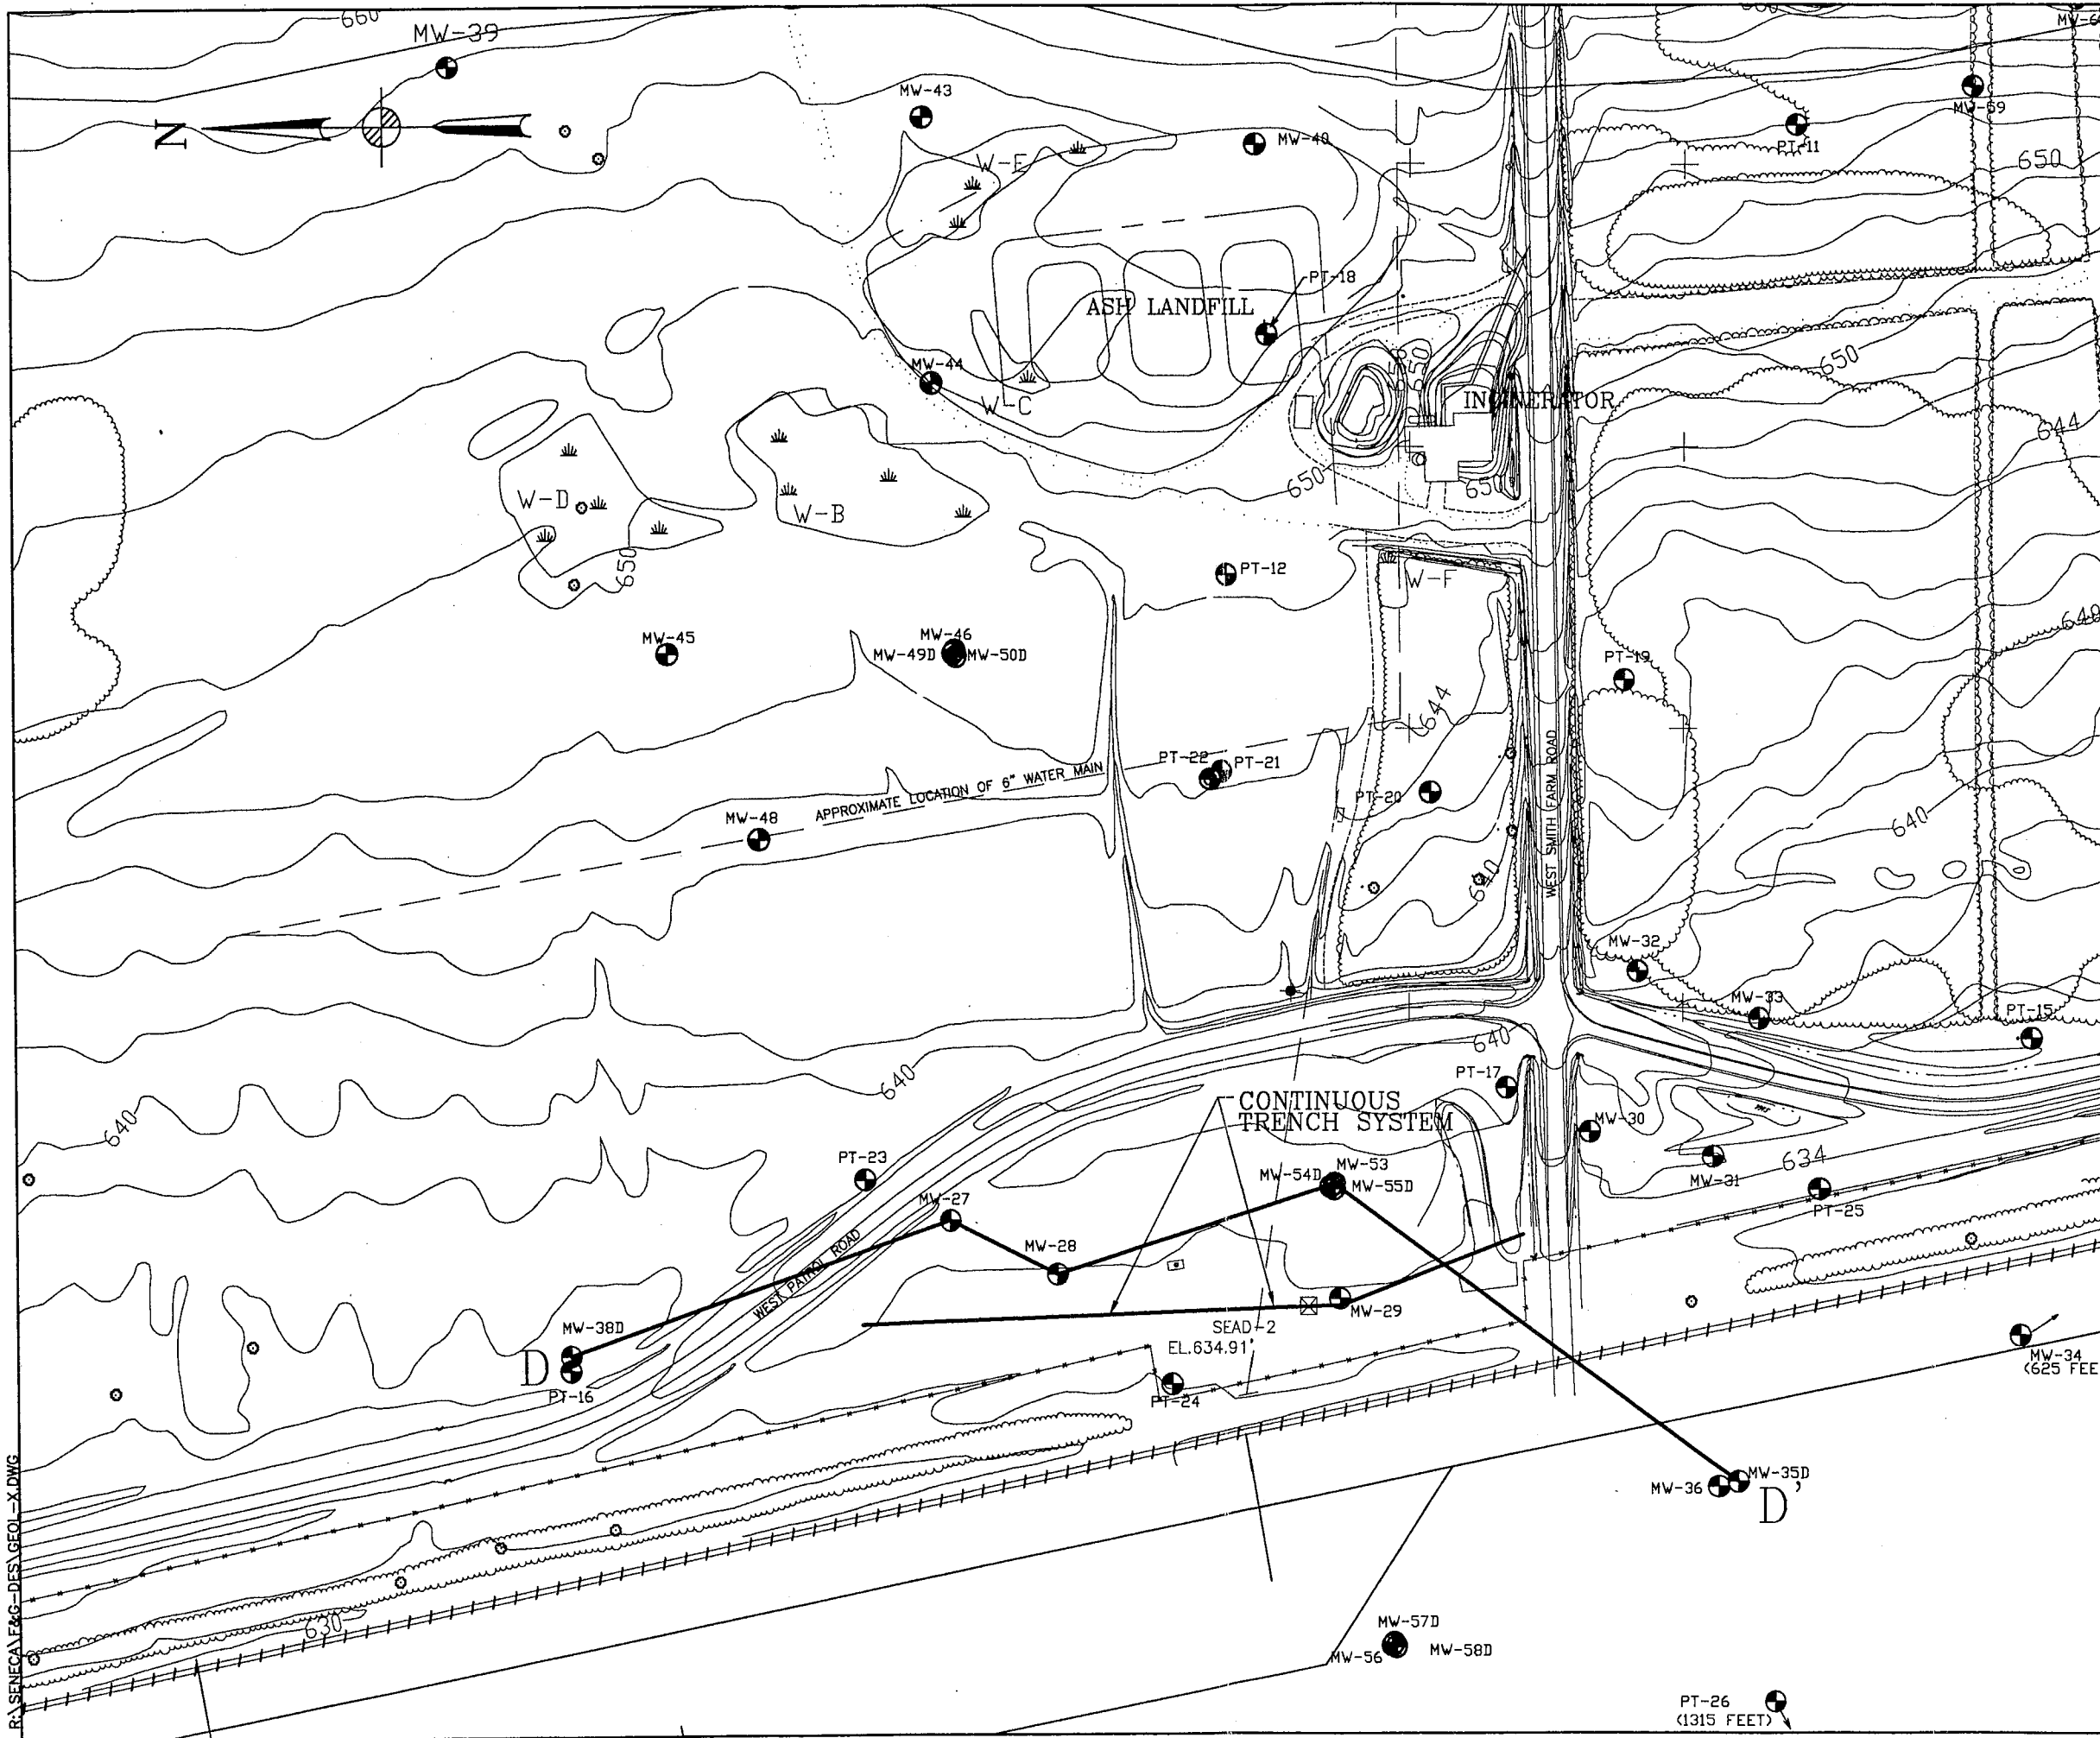 660
MW-39
N
MW-43
MW-40
W-E
MW-59
PT-11
650
PT-18
ASH LANDFILL
MW-44
W-C
INCINERATOR
650
650
644
W-D
W-B
650
650
650
PT-12
W-F
MW-45
MW-46
MW-49D
MW-50D
PT-19
644
WEST SMITH FARM ROAD
PT-22
PT-21
PT-20
APPROXIMATE LOCATION OF 6" WATER MAIN
MW-48
640
640
MW-32
MW-33
PT-15
640
640
640
PT-17
CONTINUOUS
TRENCH SYSTEM
MW-30
MW-31
634
PT-25
PT-23
MW-27
MW-28
MW-53
MW-54D
MW-55D
WEST PATROL ROAD
MW-29
SEAD-2
EL.634.91'
MW-38D
D
PT-16
PT-24
MW-34
(625 FEE
MW-35D
MW-36
D'
630
MW-57D
MW-56
MW-58D
PT-26
(1315 FEET)
R:\SENECA\F&G-DES\GEOL-X.DWG